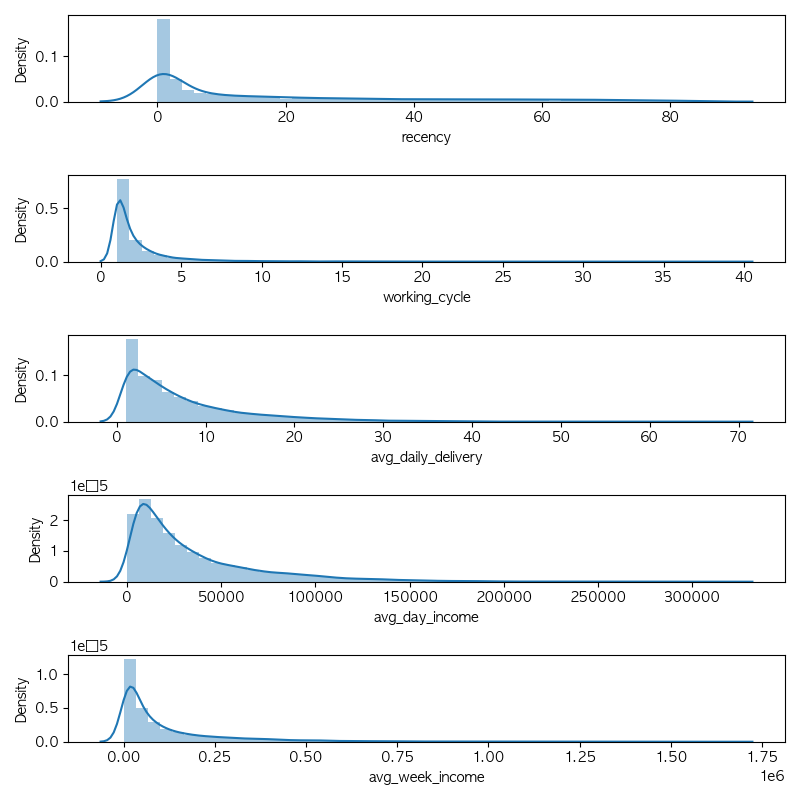 Density
0.1
0.0
0 20 40 60 80
recency
Density
0.5
0.0
0 5 10 15 20 25 30 35 40
working_cycle
Density
0.1
0.0
0 10 20 30 40 50 60 70
avg_daily_delivery
1e□5
Density
2
1
0
0 50000 100000 150000 200000 250000 300000
avg_day_income
1e□5
Density
1.0
0.5
0.0
0.00 0.25 0.50 0.75 1.00 1.25 1.50 1.75
1e6
avg_week_income